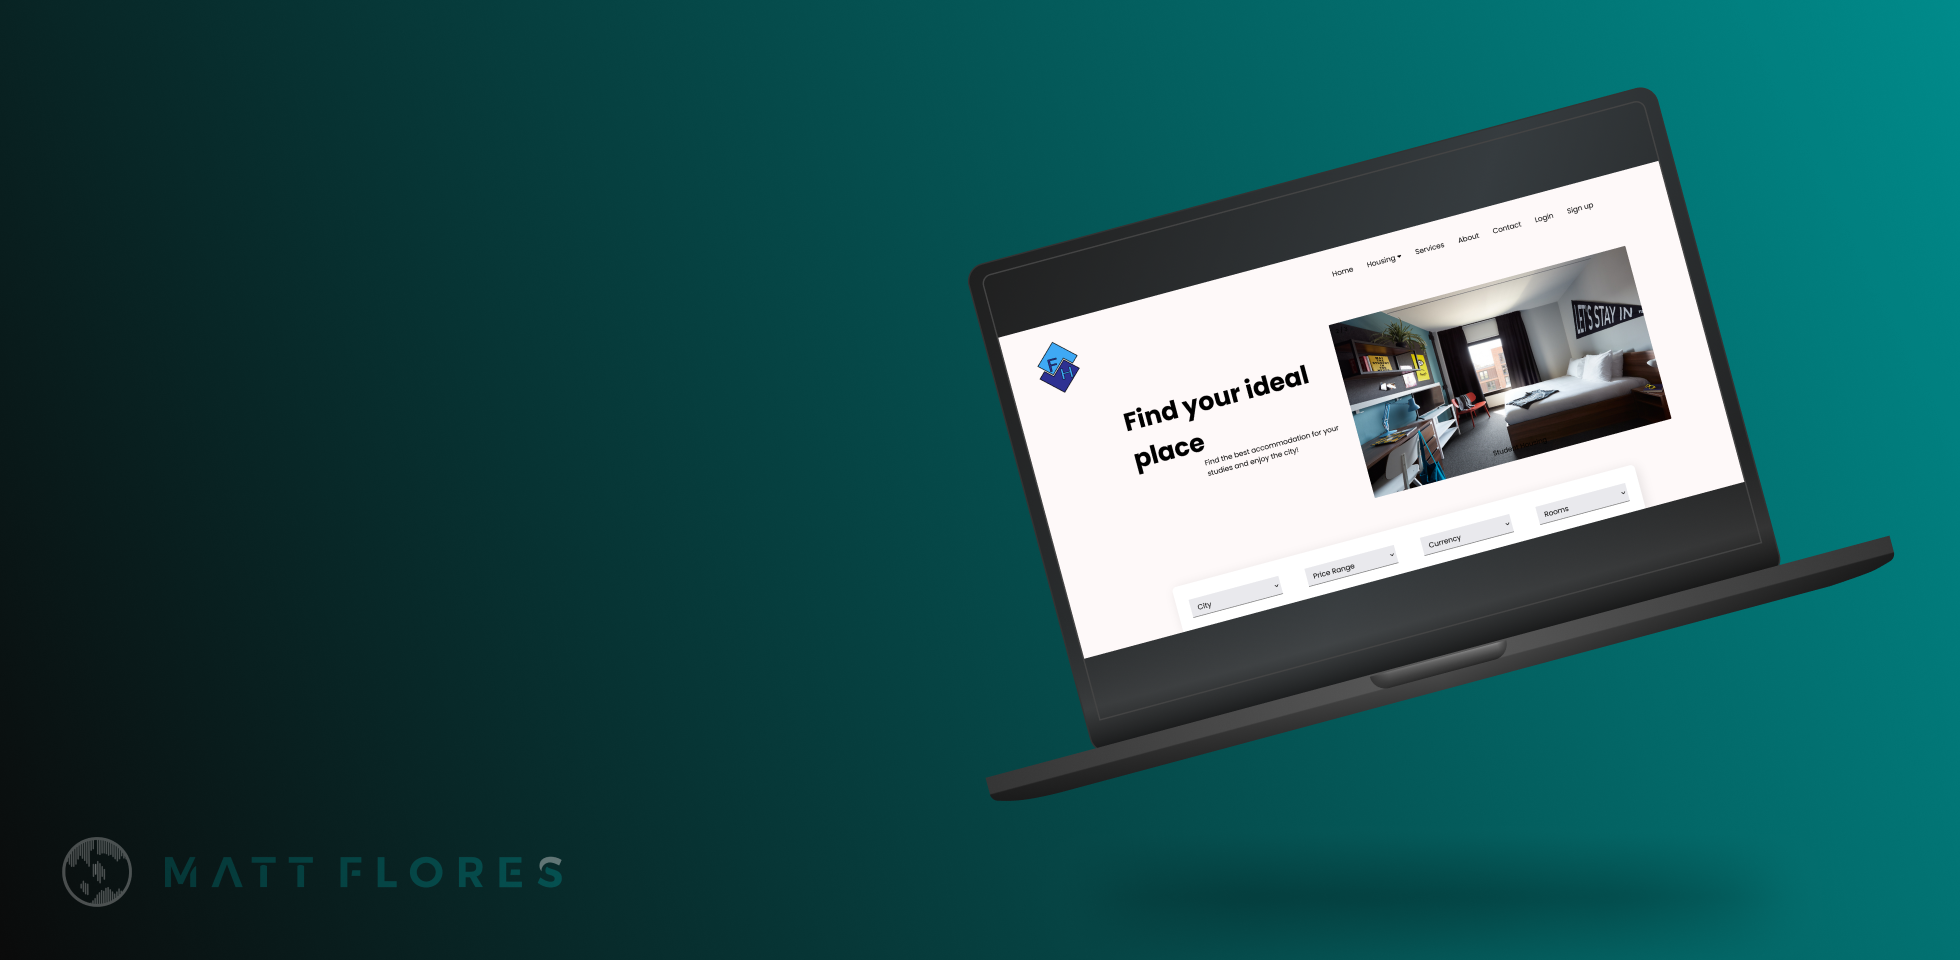 Home Housing Services About Contact Login Sign up
F
H
Find your ideal
place
Find the best accommodation for your
studies and enjoy the city!
LET'S STAY IN
City
Price Range
Currency
Rooms
MATT FLORES